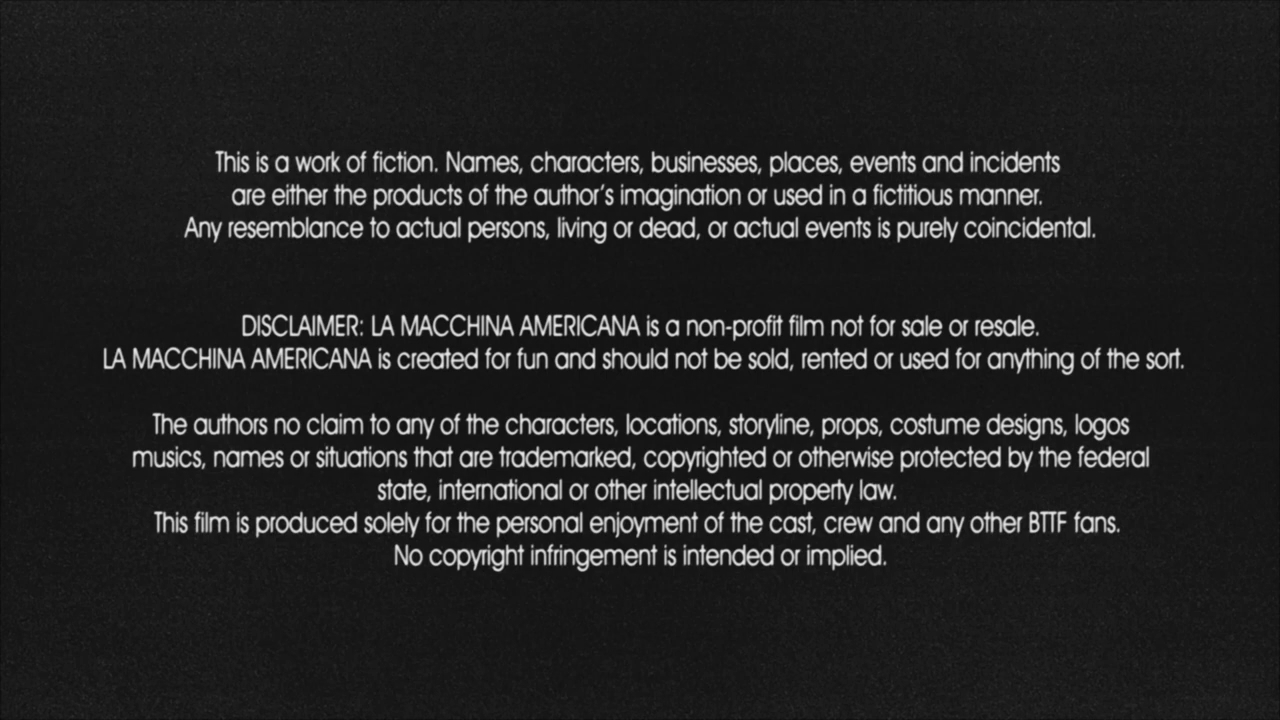 This is a work of fiction. Names, characters, businesses, places, events and incidents
are either the products of the author's imagination or used in a fictitious manner.
Any resemblance to actual persons, living or dead, or actual events is purely coincidental.
DISCLAIMER: LA MACCHINA AMERICANA is a non-profit film not for sale or resale.
LA MACCHINA AMERICANA is created for fun and should not be sold, rented or used for anything of the sort.
The authors no claim to any of the characters, locations, storyline, props, costume designs, logos
musics, names or situations that are trademarked, copyrighted or otherwise protected by the federal
state, international or other intellectual property law.
This film is produced solely for the personal enjoyment of the cast, crew and any other BTTF fans.
No copyright infringement is intended or implied.